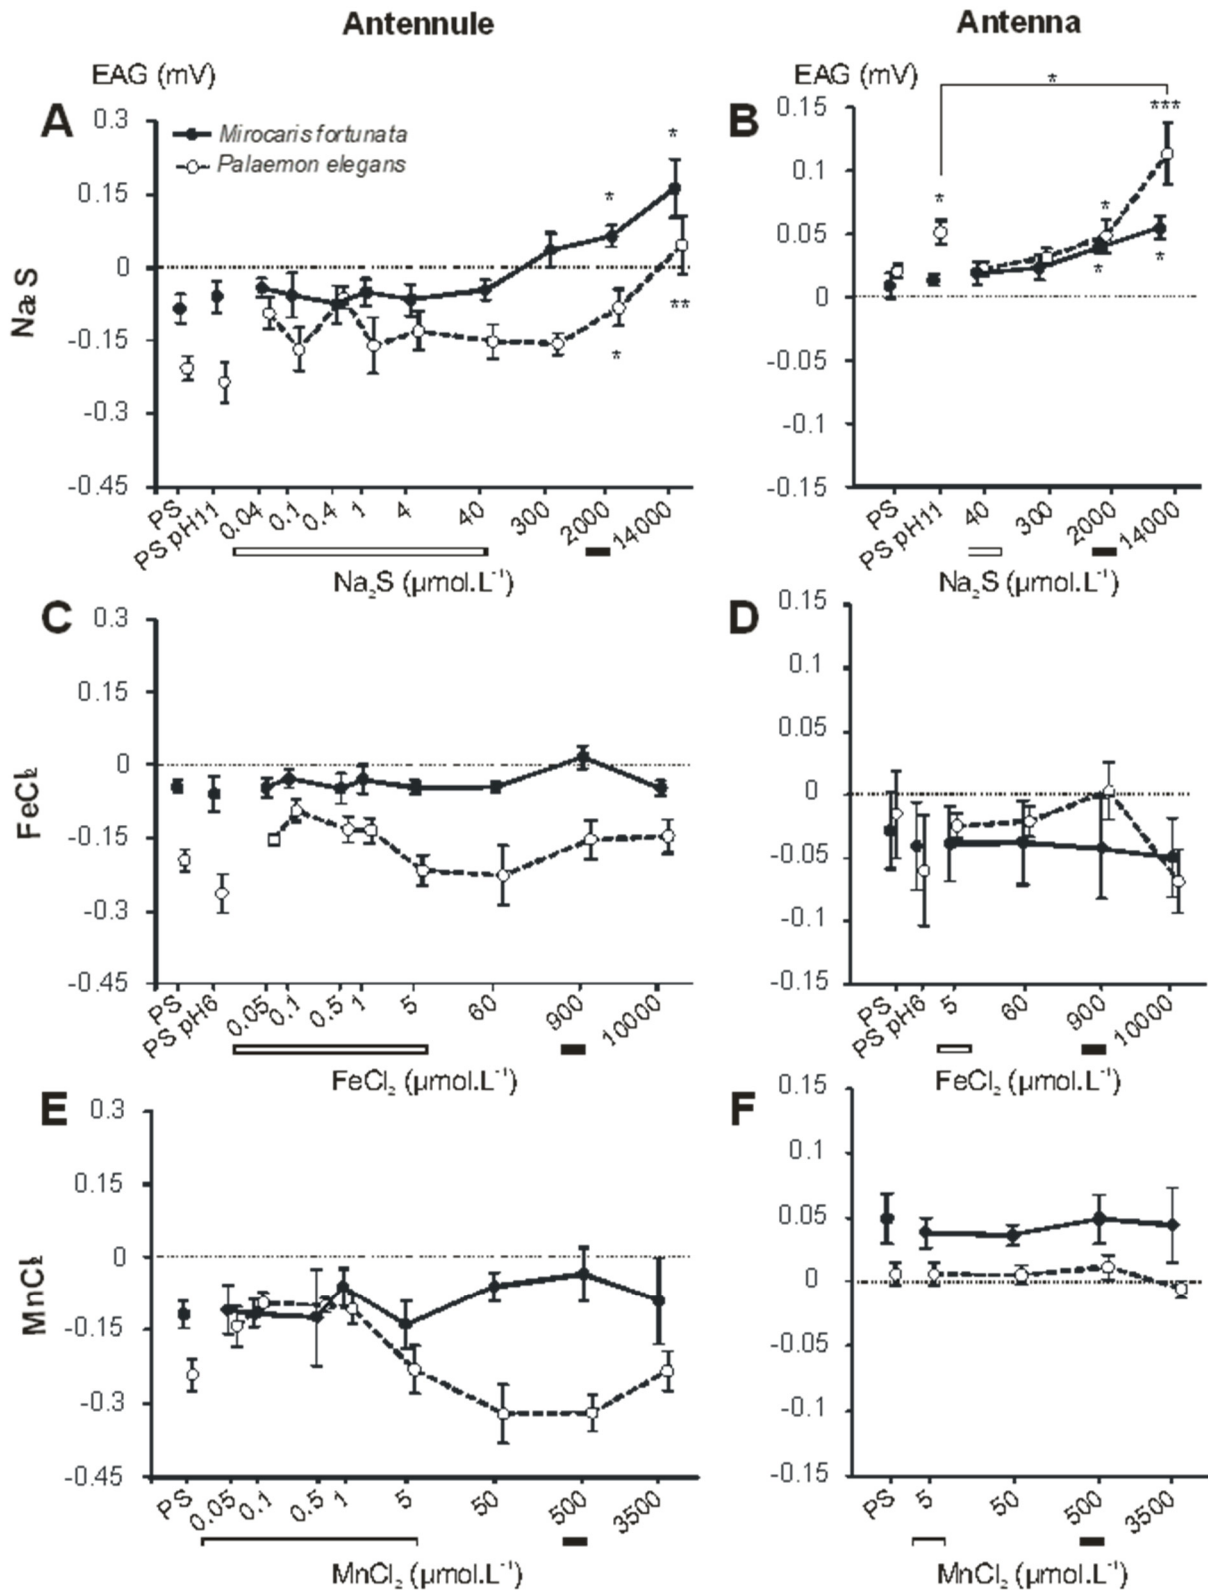 Antennule
Antenna
EAG (mV)
EAG (mV)
A
0.3
0.15
0
-0.15
-0.3
-0.45
Mirocaris fortunata
Palaemon elegans
*
*
*
**
Na₂S
PS
PS pH11
0.04
0.1
0.4
1
4
40
300
2000
14000
Na₂S (µmol.L⁻¹)
B
0.15
0.1
0.05
0
-0.05
-0.1
-0.15
*
***
*
*
*
*
PS
PS pH11
40
300
2000
14000
Na₂S (µmol.L⁻¹)
C
0.3
0.15
0
-0.15
-0.3
-0.45
FeCl₂
PS
PS pH6
0.05
0.1
0.5
1
5
60
900
10000
FeCl₂ (µmol.L⁻¹)
D
0.15
0.1
0.05
0
-0.05
-0.1
-0.15
PS
PS pH6
5
60
900
10000
FeCl₂ (µmol.L⁻¹)
E
0.3
0.15
0
-0.15
-0.3
-0.45
MnCl₂
PS
0.05
0.1
0.5
1
5
50
500
3500
MnCl₂ (µmol.L⁻¹)
F
0.15
0.1
0.05
0
-0.05
-0.1
-0.15
PS
5
50
500
3500
MnCl₂ (µmol.L⁻¹)